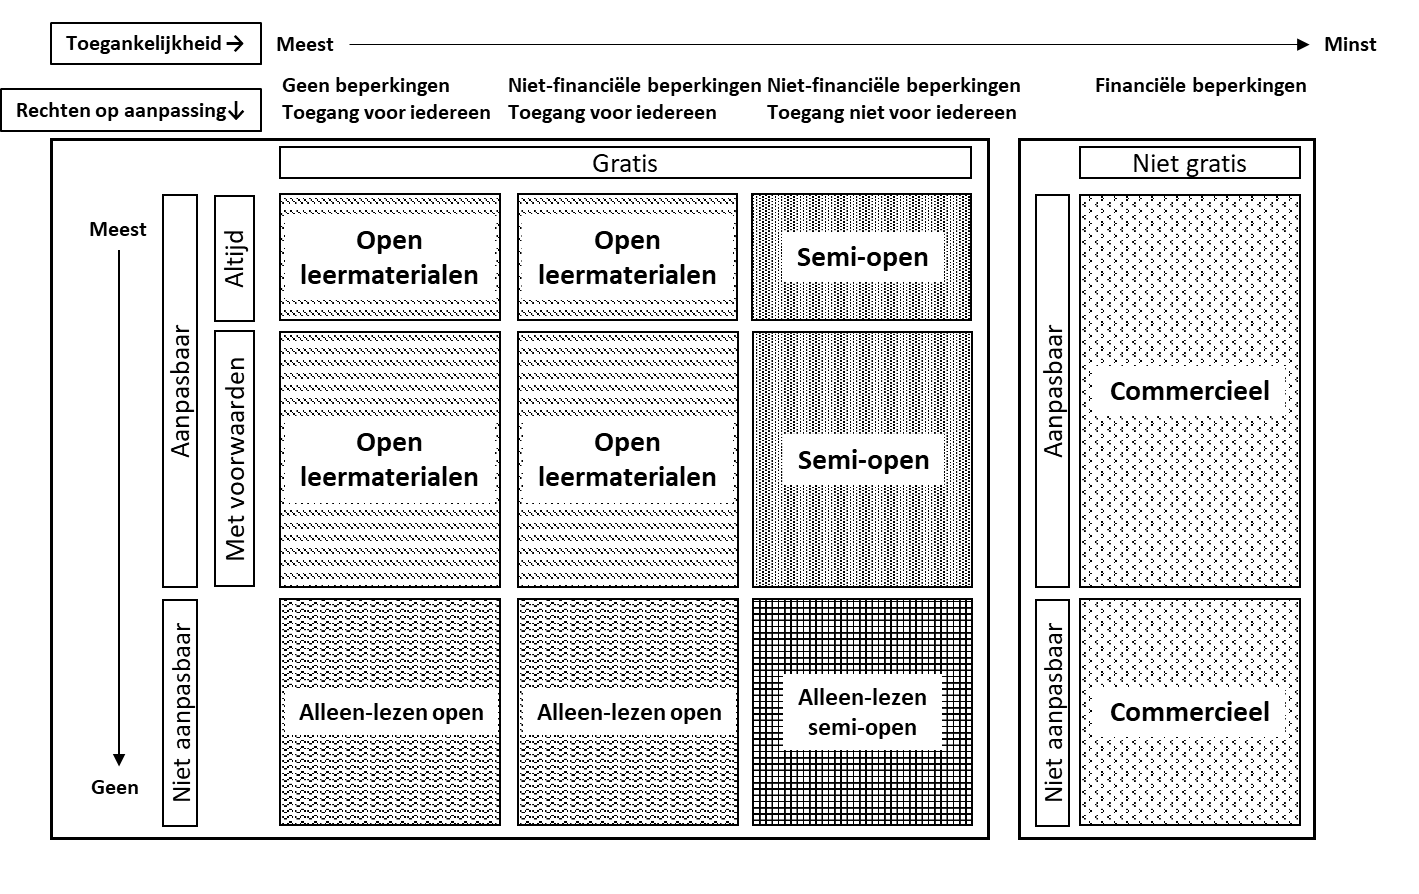 Toegankelijkheid →
Meest
Minst
Rechten op aanpassing↓
Geen beperkingen
Toegang voor iedereen
Niet-financiële beperkingen
Toegang voor iedereen
Niet-financiële beperkingen
Toegang niet voor iedereen
Financiële beperkingen
Gratis
Niet gratis
Meest
Geen
Aanpasbaar
Altijd
Open
leermaterialen
Open
leermaterialen
Semi-open
Met voorwaarden
Open
leermaterialen
Open
leermaterialen
Semi-open
Aanpasbaar
Commercieel
Niet aanpasbaar
Alleen-lezen open
Alleen-lezen open
Alleen-lezen
semi-open
Niet aanpasbaar
Commercieel